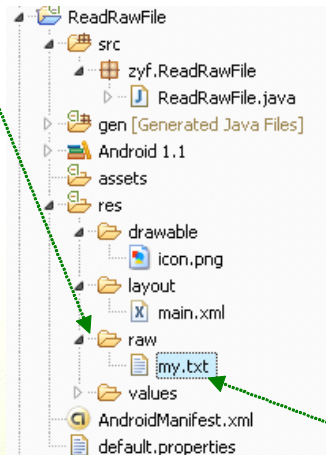 ReadRawFile
src
zyf.ReadRawFile
ReadRawFile.java
gen [Generated Java Files]
Android 1.1
assets
res
drawable
icon.png
layout
main.xml
raw
my.txt
values
AndroidManifest.xml
default.properties